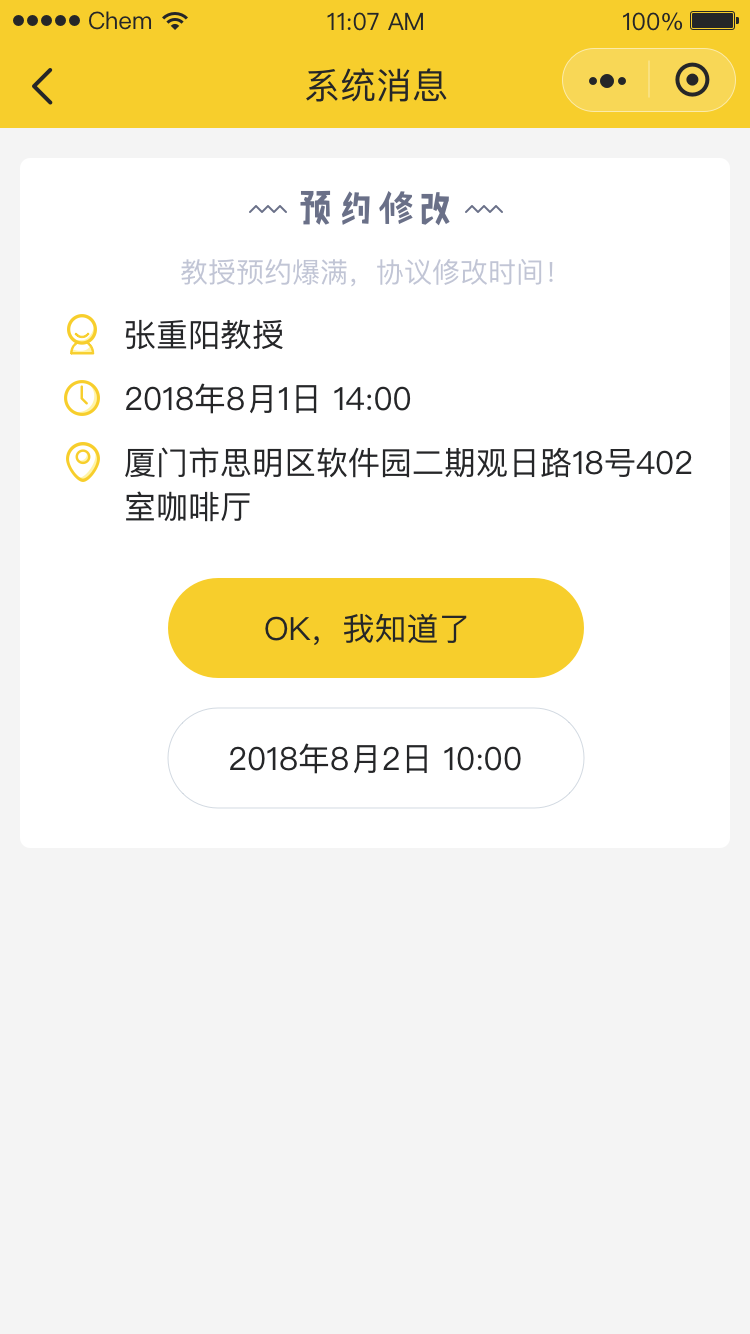 Chem 11:07 AM 100%
系统消息
预约修改
教授预约爆满，协议修改时间！
张重阳教授
2018年8月1日 14:00
厦门市思明区软件园二期观日路18号402
室咖啡厅
OK，我知道了
2018年8月2日 10:00